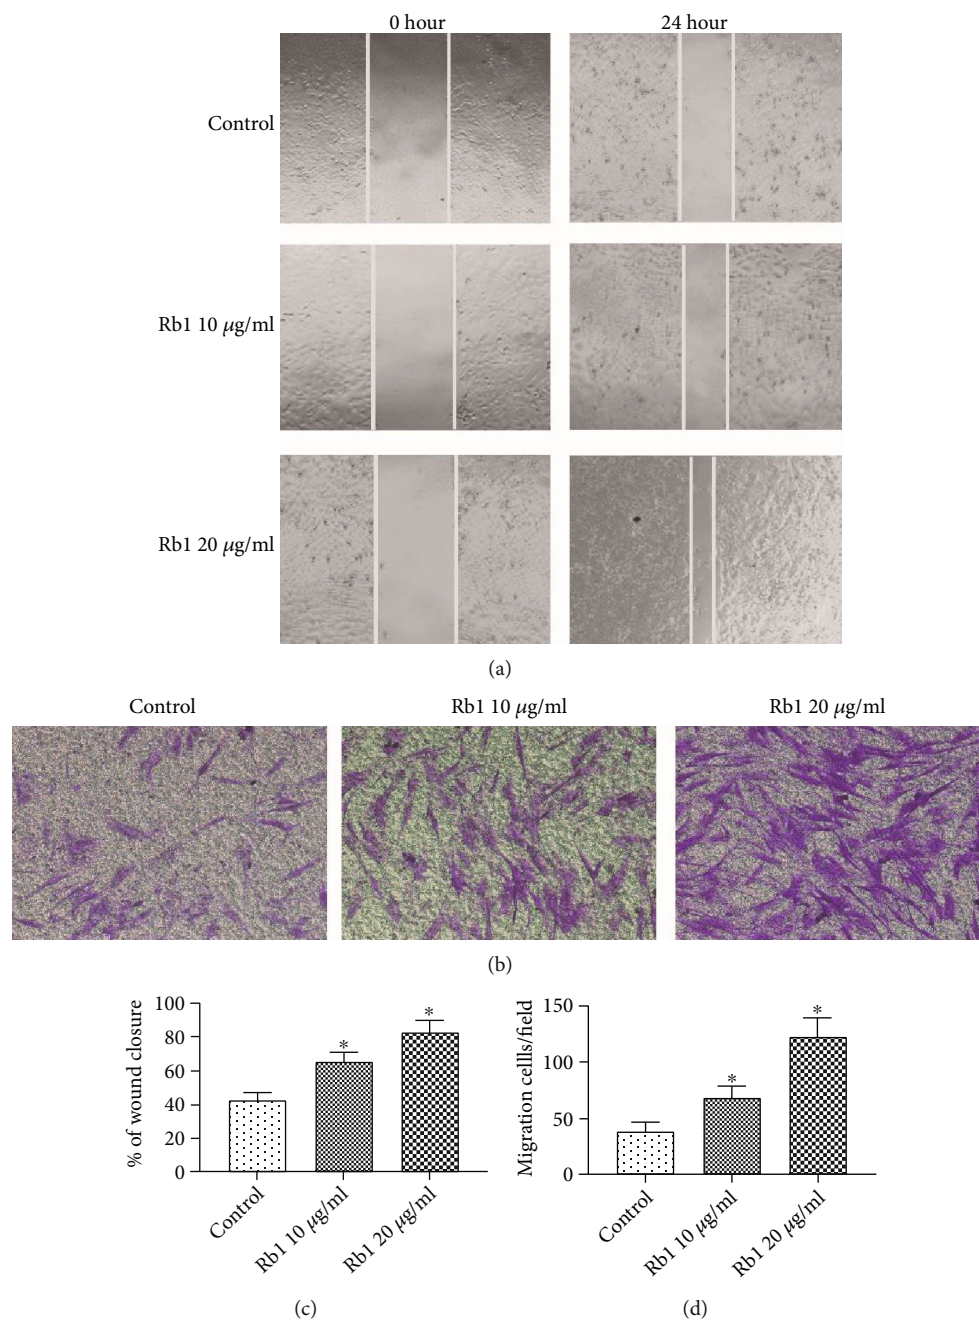 0 hour 24 hour
Control
Rb1 10 µg/ml
Rb1 20 µg/ml
(a)
Control Rb1 10 µg/ml Rb1 20 µg/ml
(b)
% of wound closure
100
80
60
40
20
0
* *
Control Rb1 10 µg/ml Rb1 20 µg/ml
(c)
Migration cellls/field
150
100
50
0
* *
Control Rb1 10 µg/ml Rb1 20 µg/ml
(d)